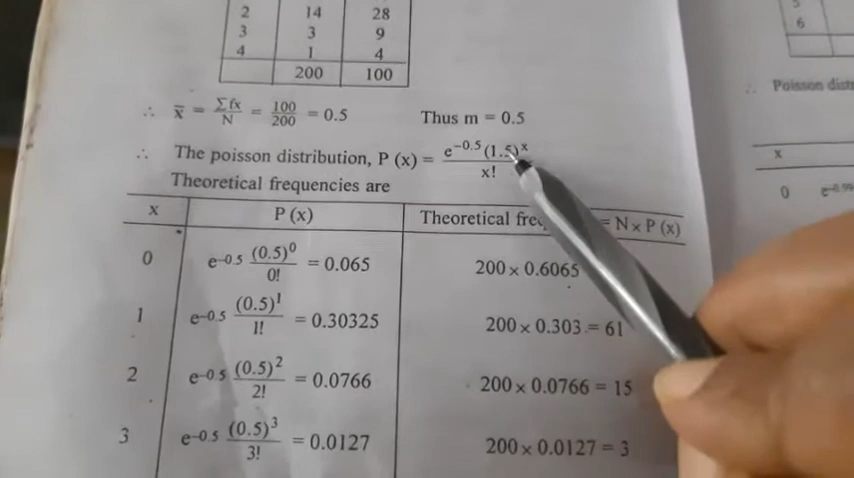 2 14 28
3 3 9
4 1 4
200 100
∴ x̄ = Σfx/N = 100/200 = 0.5 Thus m = 0.5
∴ The poisson distribution, P (x) = e^–0.5 (1.5)^x / x!
Theoretical frequencies are
x P (x) Theoretical = N × P (x)
0 e^–0.5 (0.5)^0 / 0! = 0.065 200 × 0.6065
1 e^–0.5 (0.5)^1 / 1! = 0.30325 200 × 0.303 = 61
2 e^–0.5 (0.5)^2 / 2! = 0.0766 200 × 0.0766 = 15
3 e^–0.5 (0.5)^3 / 3! = 0.0127 200 × 0.0127 = 3
6
∴ Poisson
x
0